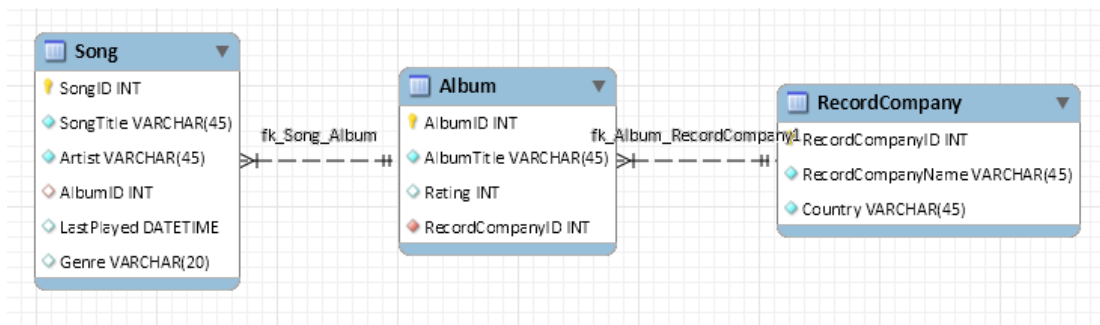 Song
SongID INT
SongTitle VARCHAR(45)
Artist VARCHAR(45)
AlbumID INT
LastPlayed DATETIME
Genre VARCHAR(20)
fk_Song_Album
Album
AlbumID INT
AlbumTitle VARCHAR(45)
Rating INT
RecordCompanyID INT
fk_Album_RecordCompany1
RecordCompany
RecordCompanyID INT
RecordCompanyName VARCHAR(45)
Country VARCHAR(45)